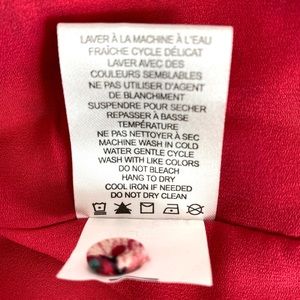 LAVER À LA MACHINE À L'EAU
FRAÎCHE CYCLE DÉLICAT
LAVER AVEC DES
COULEURS SEMBLABLES
NE PAS UTILISER D'AGENT
DE BLANCHIMENT
SUSPENDRE POUR SECHER
REPASSER À BASSE
TEMPÉRATURE
NE PAS NETTOYER À SEC
MACHINE WASH IN COLD
WATER GENTLE CYCLE
WASH WITH LIKE COLORS
DO NOT BLEACH
HANG TO DRY
COOL IRON IF NEEDED
DO NOT DRY CLEAN